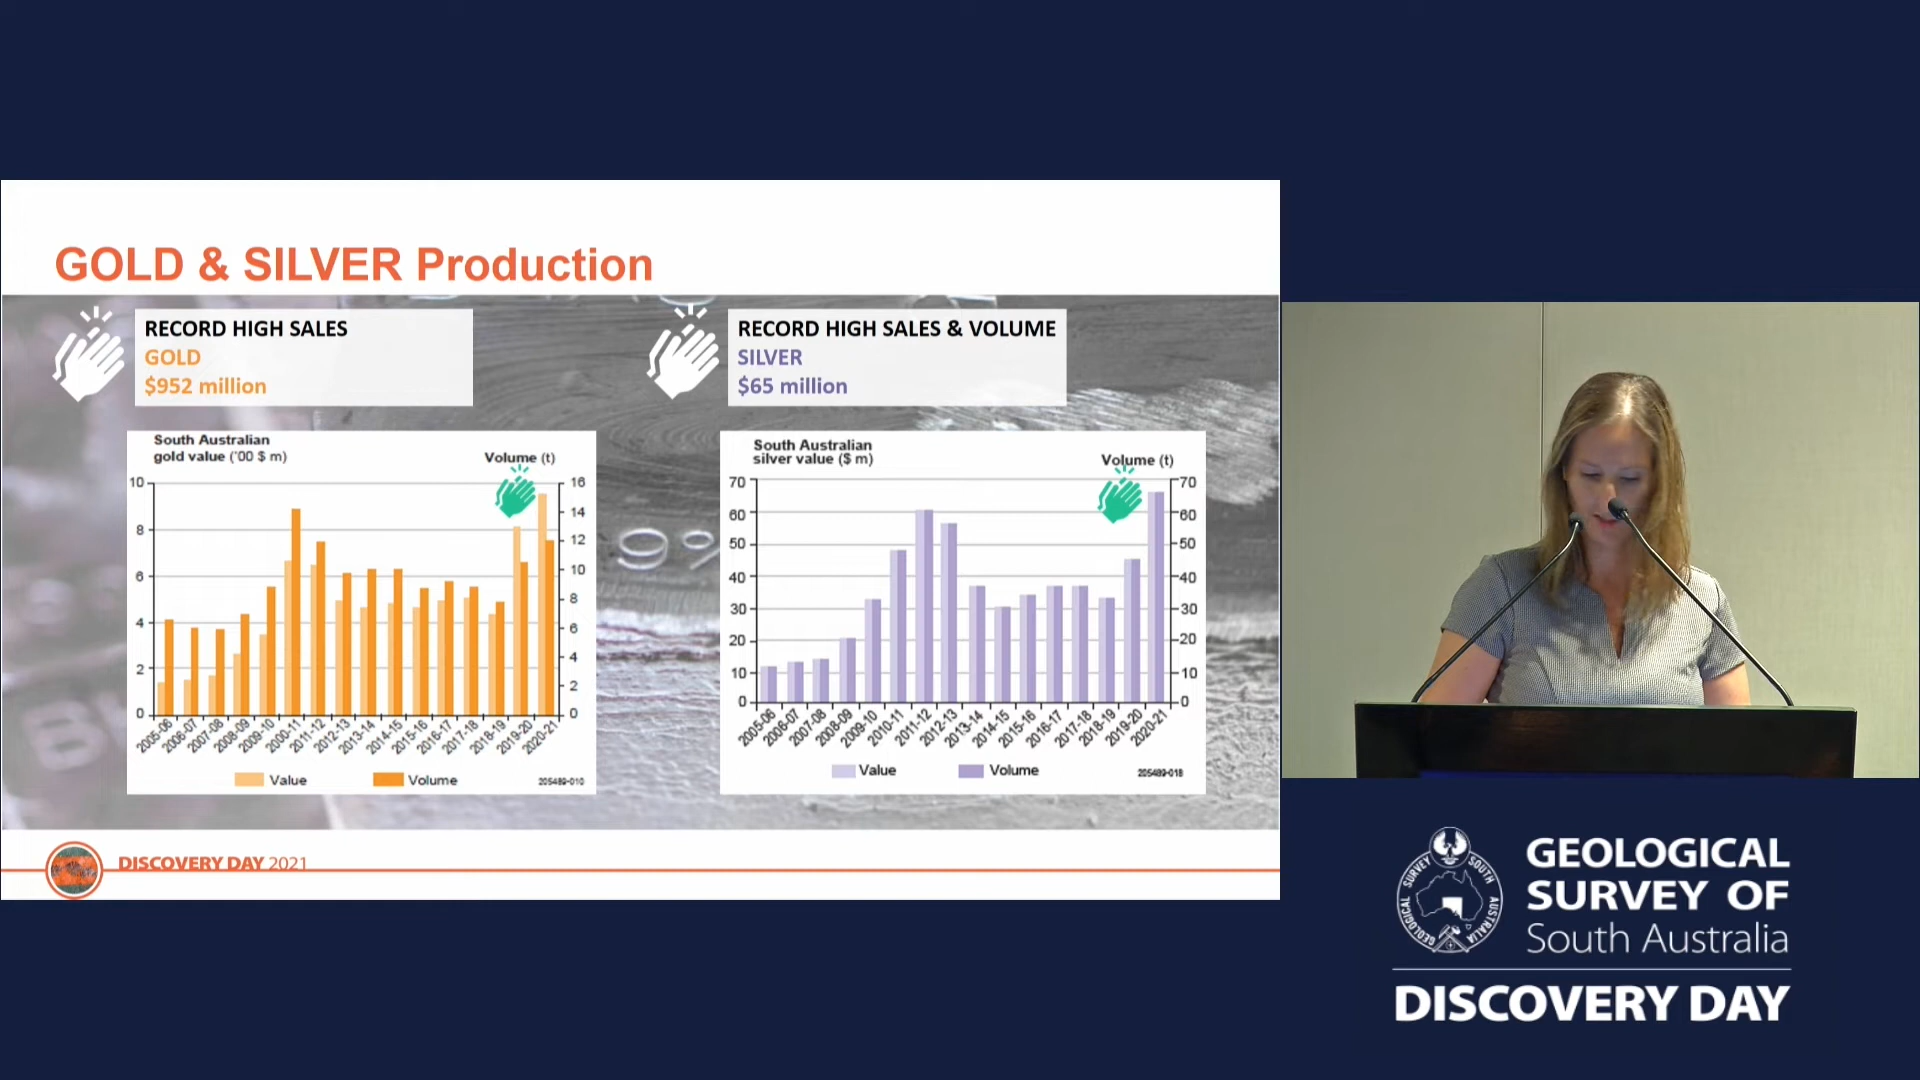 GOLD & SILVER Production
RECORD HIGH SALES
GOLD
$952 million
RECORD HIGH SALES & VOLUME
SILVER
$65 million
South Australian
gold value ('00 $ m)
Volume (t)
10
8
6
4
2
0
16
14
12
10
8
6
4
2
0
2005-06
2006-07
2007-08
2008-09
2009-10
2000-11
2011-12
2012-13
2013-14
2014-15
2015-16
2016-17
2017-18
2018-19
2019-20
2020-21
Value
Volume
205489-010
South Australian
silver value ($ m)
Volume (t)
70
60
50
40
30
20
10
0
70
60
50
40
30
20
10
0
2005-06
2006-07
2007-08
2008-09
2009-10
2010-11
2011-12
2012-13
2013-14
2014-15
2015-16
2016-17
2017-18
2018-19
2019-20
2020-21
Value
Volume
205489-018
9%
DISCOVERY DAY 2021
GEOLOGICAL SURVEY SOUTH AUSTRALIA
GEOLOGICAL
SURVEY OF
South Australia
DISCOVERY DAY